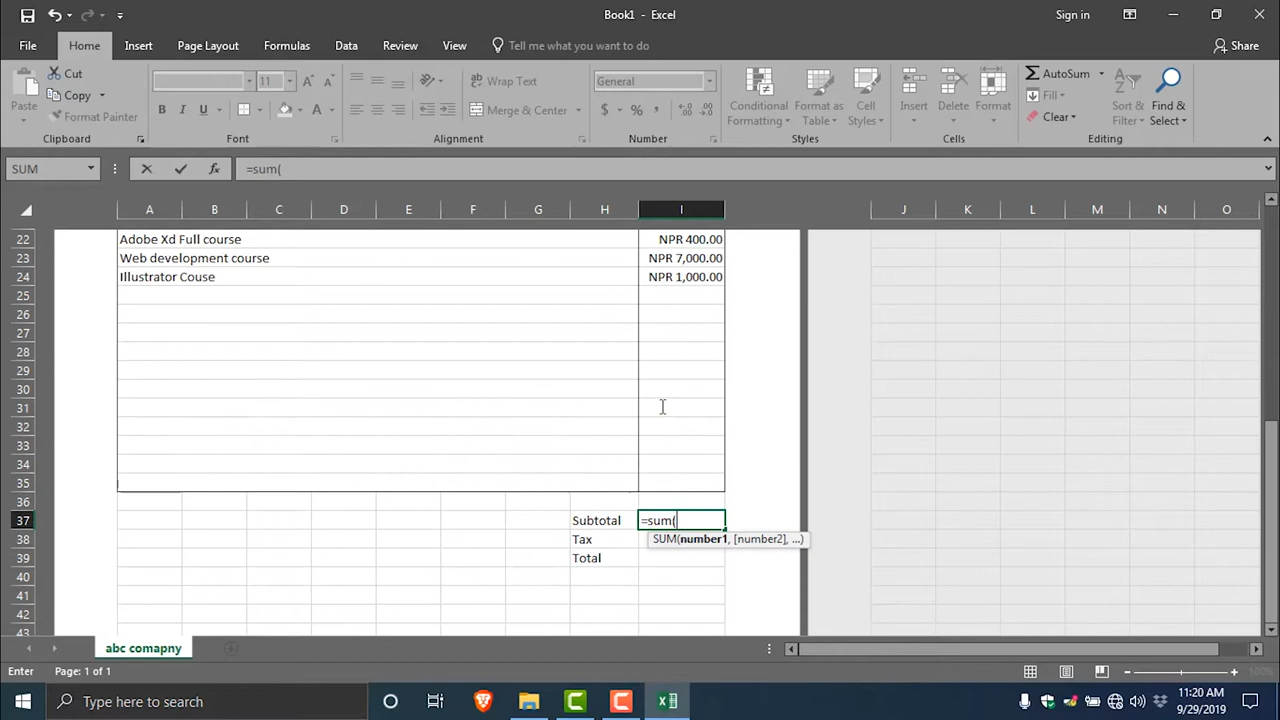 Book1 - Excel
Sign in
File Home Insert Page Layout Formulas Data Review View Tell me what you want to do Share
Paste
Cut
Copy
Format Painter
Clipboard
11 A A
B I U A
Font
ab
Wrap Text
Merge & Center
Alignment
General
$ % ,
Number
Conditional Formatting
Format as Table
Cell Styles
Styles
Insert Delete Format
Cells
AutoSum
Fill
Clear
Sort & Filter
Find & Select
Editing
SUM fx =sum(
A B C D E F G H I J K L M N O
22 Adobe Xd Full course NPR 400.00
23 Web development course NPR 7,000.00
24 Illustrator Couse NPR 1,000.00
25
26
27
28
29
30
31
32
33
34
35
36
37 Subtotal =sum(
38 Tax SUM(number1, [number2], ...)
39 Total
40
41
42
43
abc comapny
Enter Page: 1 of 1 100%
Type here to search
11:20 AM
9/29/2019